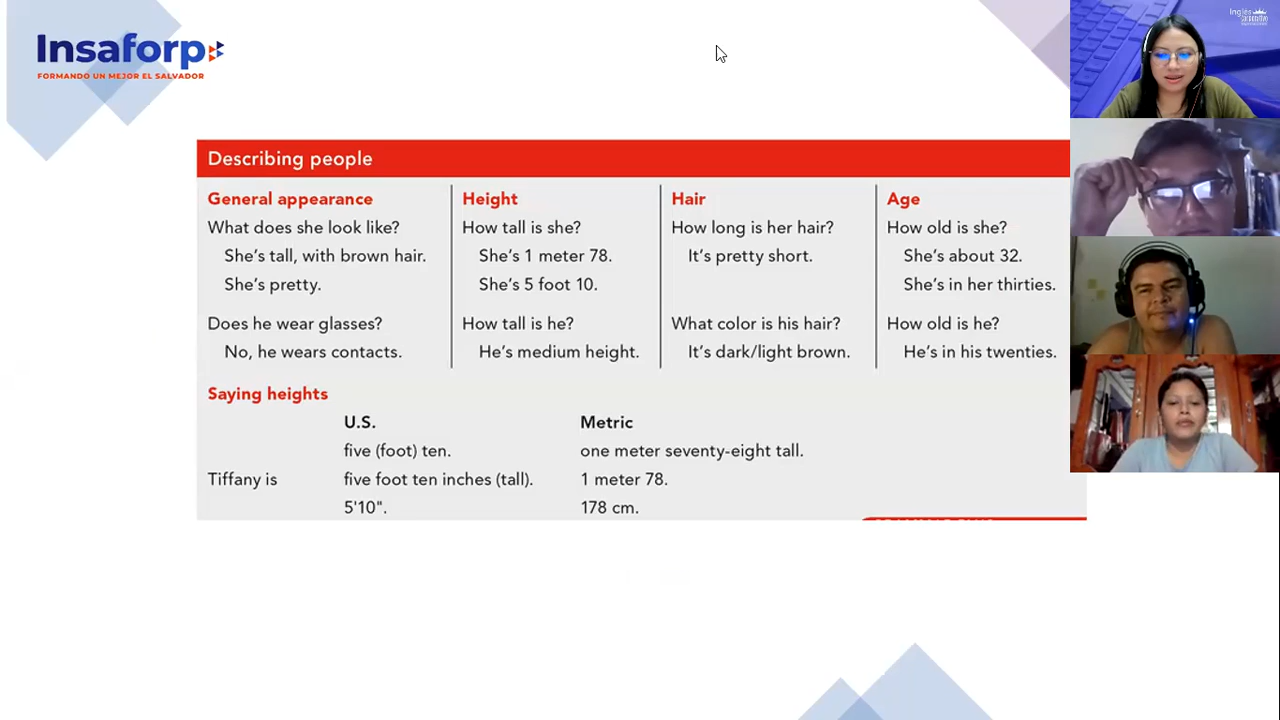 Insaforp
FORMANDO UN MEJOR EL SALVADOR
Inglés
Describing people
General appearance
What does she look like?
She's tall, with brown hair.
She's pretty.
Does he wear glasses?
No, he wears contacts.
Height
How tall is she?
She's 1 meter 78.
She's 5 foot 10.
How tall is he?
He's medium height.
Hair
How long is her hair?
It's pretty short.
What color is his hair?
It's dark/light brown.
Age
How old is she?
She's about 32.
She's in her thirties.
How old is he?
He's in his twenties.
Saying heights
U.S. Metric
five (foot) ten. one meter seventy-eight tall.
Tiffany is five foot ten inches (tall). 1 meter 78.
5'10". 178 cm.